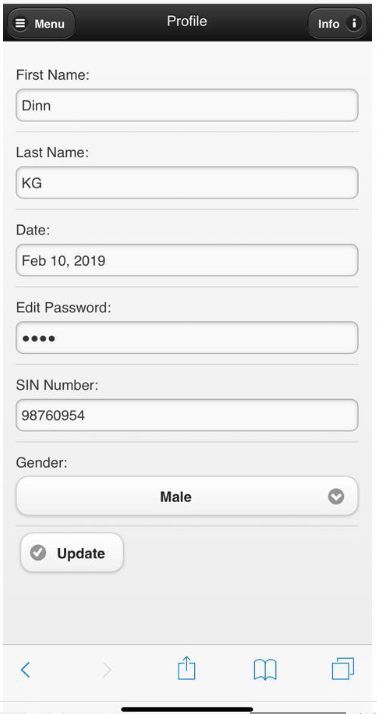 Menu
Profile
Info
First Name:
Dinn
Last Name:
KG
Date:
Feb 10, 2019
Edit Password:
••••
SIN Number:
98760954
Gender:
Male
Update